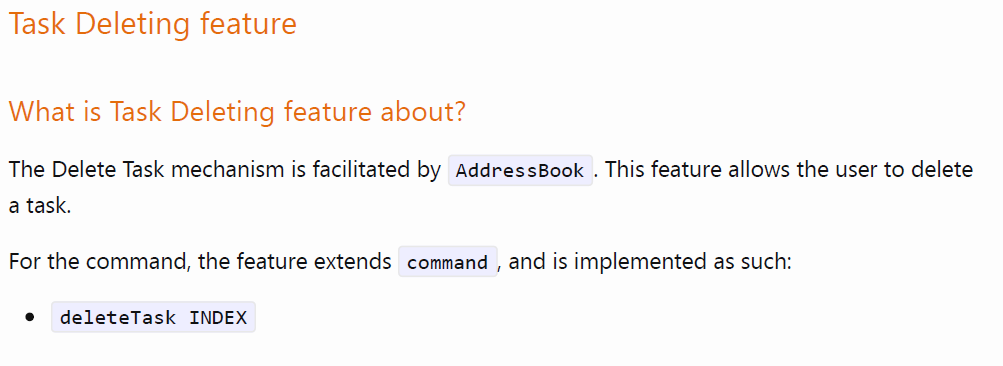 Task Deleting feature
What is Task Deleting feature about?
The Delete Task mechanism is facilitated by AddressBook. This feature allows the user to delete
a task.
For the command, the feature extends command, and is implemented as such:
• deleteTask INDEX